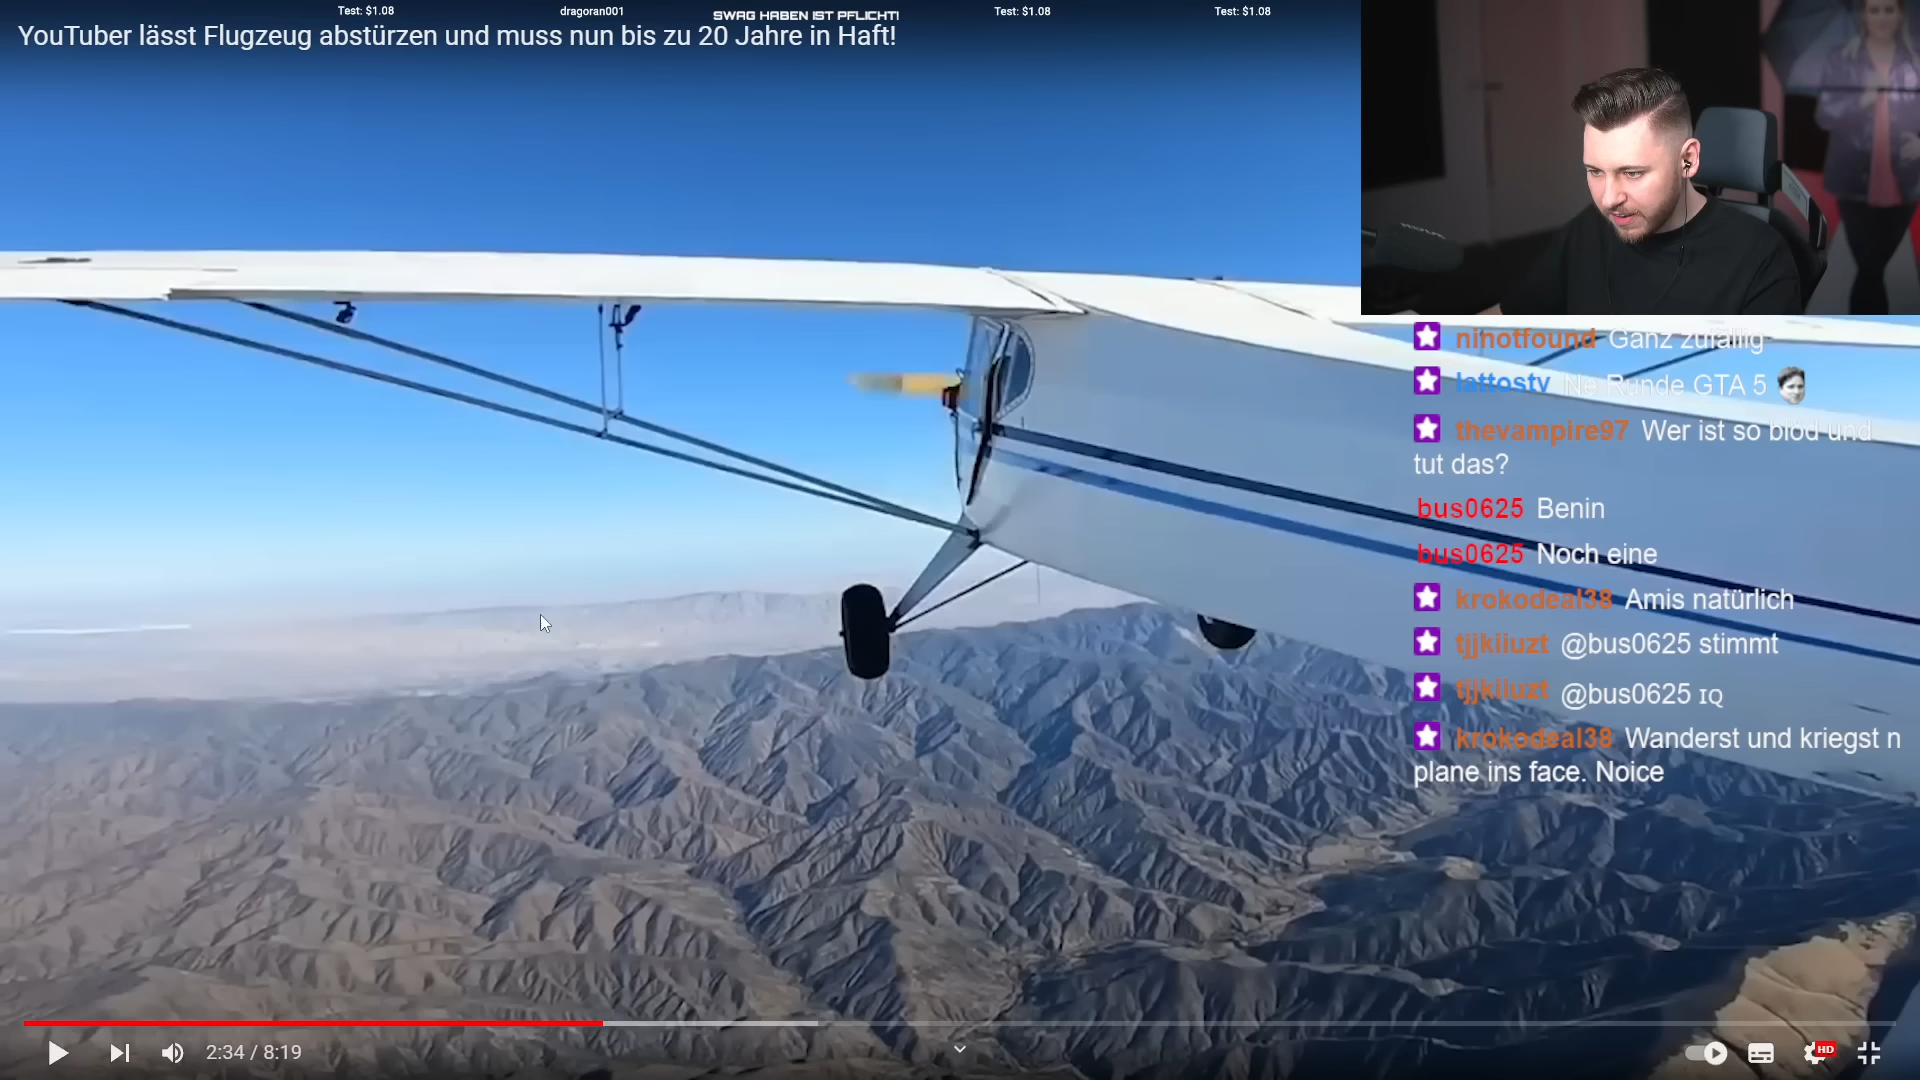 Test: $1.08
dragoran001
SWAG HABEN IST PFLICHT!
Test: $1.08
Test: $1.08
YouTuber lässt Flugzeug abstürzen und muss nun bis zu 20 Jahre in Haft!
ninotfound Ganz zufällig
lattosty Ne Runde GTA 5
thevampire97 Wer ist so blöd und
tut das?
bus0625 Benin
bus0625 Noch eine
krokodeal38 Amis natürlich
tjjkiiuzt @bus0625 stimmt
tjjkiiuzt @bus0625 IQ
krokodeal38 Wanderst und kriegst n
plane ins face. Noice
2:34 / 8:19
HD